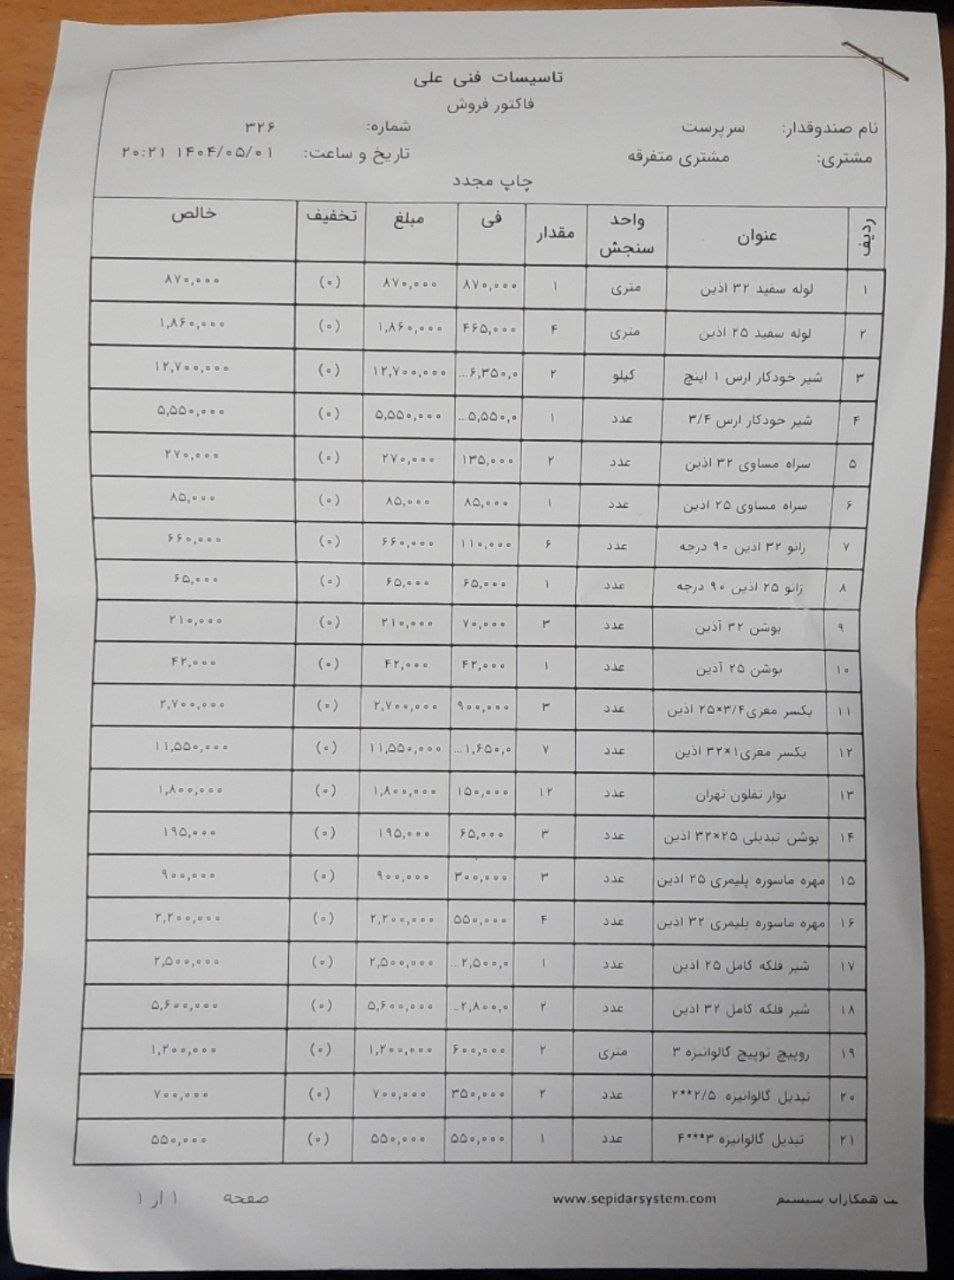 تاسیسات فنی علی
فاکتور فروش
نام صندوقدار: سرپرست شماره: ۳۲۶
مشتری: مشتری متفرقه تاریخ و ساعت: ۱۴۰۴/۰۵/۰۱ ۲۰:۲۱
چاپ مجدد
ردیف عنوان واحد سنجش مقدار فی مبلغ تخفیف خالص
۱ لوله سفید ۳۲ اذین متری ۱ ۸۷۰,۰۰۰ ۸۷۰,۰۰۰ (۰) ۸۷۰,۰۰۰
۲ لوله سفید ۲۵ اذین متری ۴ ۴۶۵,۰۰۰ ۱,۸۶۰,۰۰۰ (۰) ۱,۸۶۰,۰۰۰
۳ شیر خودکار ارس ۱ اینچ کیلو ۲ ۶,۳۵۰,۰... ۱۲,۷۰۰,۰۰۰ (۰) ۱۲,۷۰۰,۰۰۰
۴ شیر خودکار ارس ۳/۴ عدد ۱ ۵,۵۵۰,۰... ۵,۵۵۰,۰۰۰ (۰) ۵,۵۵۰,۰۰۰
۵ سراه مساوی ۳۲ اذین عدد ۲ ۱۳۵,۰۰۰ ۲۷۰,۰۰۰ (۰) ۲۷۰,۰۰۰
۶ سراه مساوی ۲۵ اذین عدد ۱ ۸۵,۰۰۰ ۸۵,۰۰۰ (۰) ۸۵,۰۰۰
۷ زانو ۳۲ اذین ۹۰ درجه عدد ۶ ۱۱۰,۰۰۰ ۶۶۰,۰۰۰ (۰) ۶۶۰,۰۰۰
۸ زانو ۲۵ اذین ۹۰ درجه عدد ۱ ۶۵,۰۰۰ ۶۵,۰۰۰ (۰) ۶۵,۰۰۰
۹ بوشن ۳۲ آذین عدد ۳ ۷۰,۰۰۰ ۲۱۰,۰۰۰ (۰) ۲۱۰,۰۰۰
۱۰ بوشن ۲۵ آذین عدد ۱ ۴۲,۰۰۰ ۴۲,۰۰۰ (۰) ۴۲,۰۰۰
۱۱ یکسر مغزی۳/۴*۲۵ اذین عدد ۳ ۹۰۰,۰۰۰ ۲,۷۰۰,۰۰۰ (۰) ۲,۷۰۰,۰۰۰
۱۲ یکسر مغزی۱*۳۲ اذین عدد ۷ ۱,۶۵۰,۰... ۱۱,۵۵۰,۰۰۰ (۰) ۱۱,۵۵۰,۰۰۰
۱۳ نوار تفلون تهران عدد ۱۲ ۱۵۰,۰۰۰ ۱,۸۰۰,۰۰۰ (۰) ۱,۸۰۰,۰۰۰
۱۴ بوشن تبدیلی ۲۵*۳۲ اذین عدد ۳ ۶۵,۰۰۰ ۱۹۵,۰۰۰ (۰) ۱۹۵,۰۰۰
۱۵ مهره ماسوره پلیمری ۲۵ اذین عدد ۳ ۳۰۰,۰۰۰ ۹۰۰,۰۰۰ (۰) ۹۰۰,۰۰۰
۱۶ مهره ماسوره پلیمری ۳۲ اذین عدد ۴ ۵۵۰,۰۰۰ ۲,۲۰۰,۰۰۰ (۰) ۲,۲۰۰,۰۰۰
۱۷ شیر فلکه کامل ۲۵ اذین عدد ۱ ۲,۵۰۰,۰... ۲,۵۰۰,۰۰۰ (۰) ۲,۵۰۰,۰۰۰
۱۸ شیر فلکه کامل ۳۲ اذین عدد ۲ ۲,۸۰۰,۰... ۵,۶۰۰,۰۰۰ (۰) ۵,۶۰۰,۰۰۰
۱۹ روپیچ توپیچ گالوانیزه ۳ متری ۲ ۶۰۰,۰۰۰ ۱,۲۰۰,۰۰۰ (۰) ۱,۲۰۰,۰۰۰
۲۰ تبدیل گالوانیزه ۲/۵**۲ عدد ۲ ۳۵۰,۰۰۰ ۷۰۰,۰۰۰ (۰) ۷۰۰,۰۰۰
۲۱ تبدیل گالوانیزه ۳***۴ عدد ۱ ۵۵۰,۰۰۰ ۵۵۰,۰۰۰ (۰) ۵۵۰,۰۰۰
همکاران سیستم www.sepidarsystem.com صفحه ۱ از ۱